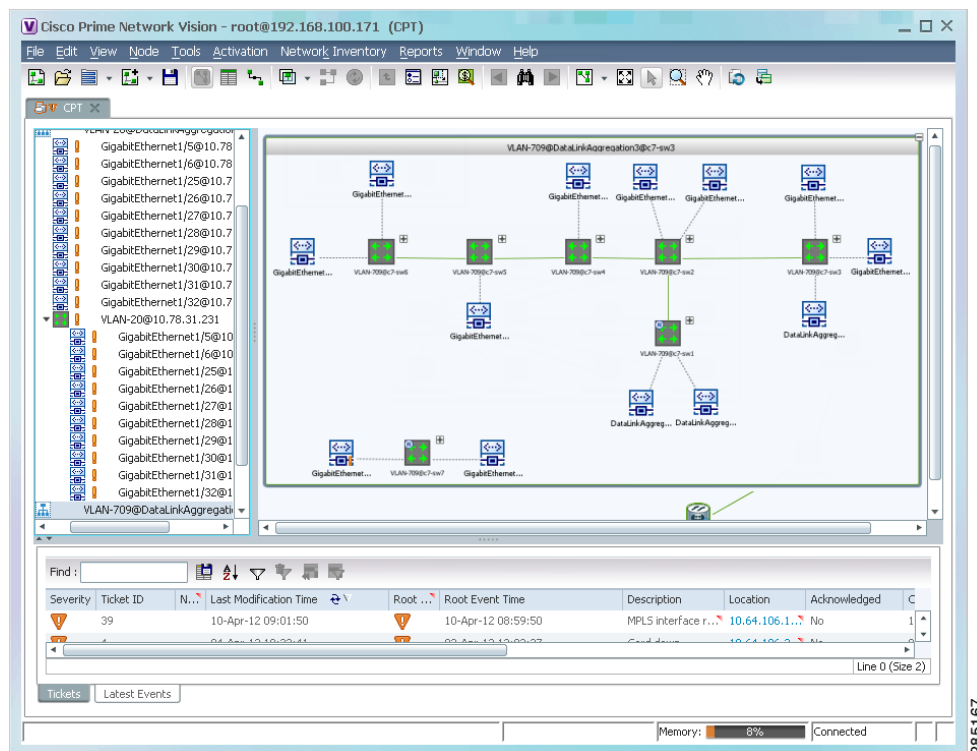 Cisco Prime Network Vision - root@192.168.100.171 (CPT)
File Edit View Node Tools Activation Network Inventory Reports Window Help
CPT
VLAN-20@DataLinkAggregation
GigabitEthernet1/5@10.78
GigabitEthernet1/6@10.78
GigabitEthernet1/25@10.7
GigabitEthernet1/26@10.7
GigabitEthernet1/27@10.7
GigabitEthernet1/28@10.7
GigabitEthernet1/29@10.7
GigabitEthernet1/30@10.7
GigabitEthernet1/31@10.7
GigabitEthernet1/32@10.7
VLAN-20@10.78.31.231
GigabitEthernet1/5@10
GigabitEthernet1/6@10
GigabitEthernet1/25@1
GigabitEthernet1/26@1
GigabitEthernet1/27@1
GigabitEthernet1/28@1
GigabitEthernet1/29@1
GigabitEthernet1/30@1
GigabitEthernet1/31@1
GigabitEthernet1/32@1
VLAN-709@DataLinkAggregati
VLAN-709@DataLinkAggregation3@c7-sw3
GigabitEthernet... GigabitEthernet... GigabitEthernet... GigabitEthernet... GigabitEthernet...
GigabitEthernet... VLAN-709@c7-sw6 VLAN-709@c7-sw5 VLAN-709@c7-sw4 VLAN-709@c7-sw2 VLAN-709@c7-sw3 GigabitEthernet...
GigabitEthernet... DataLinkAggreg...
VLAN-709@c7-sw1
DataLinkAggreg... DataLinkAggreg...
GigabitEthernet... VLAN-709@c7-sw7 GigabitEthernet...
Find :
Severity Ticket ID N... Last Modification Time Root ... Root Event Time Description Location Acknowledged C
39 10-Apr-12 09:01:50 10-Apr-12 08:59:50 MPLS interface r... 10.64.106.1... No 1
Line 0 (Size 2)
Tickets Latest Events
Memory: 8% Connected
285167